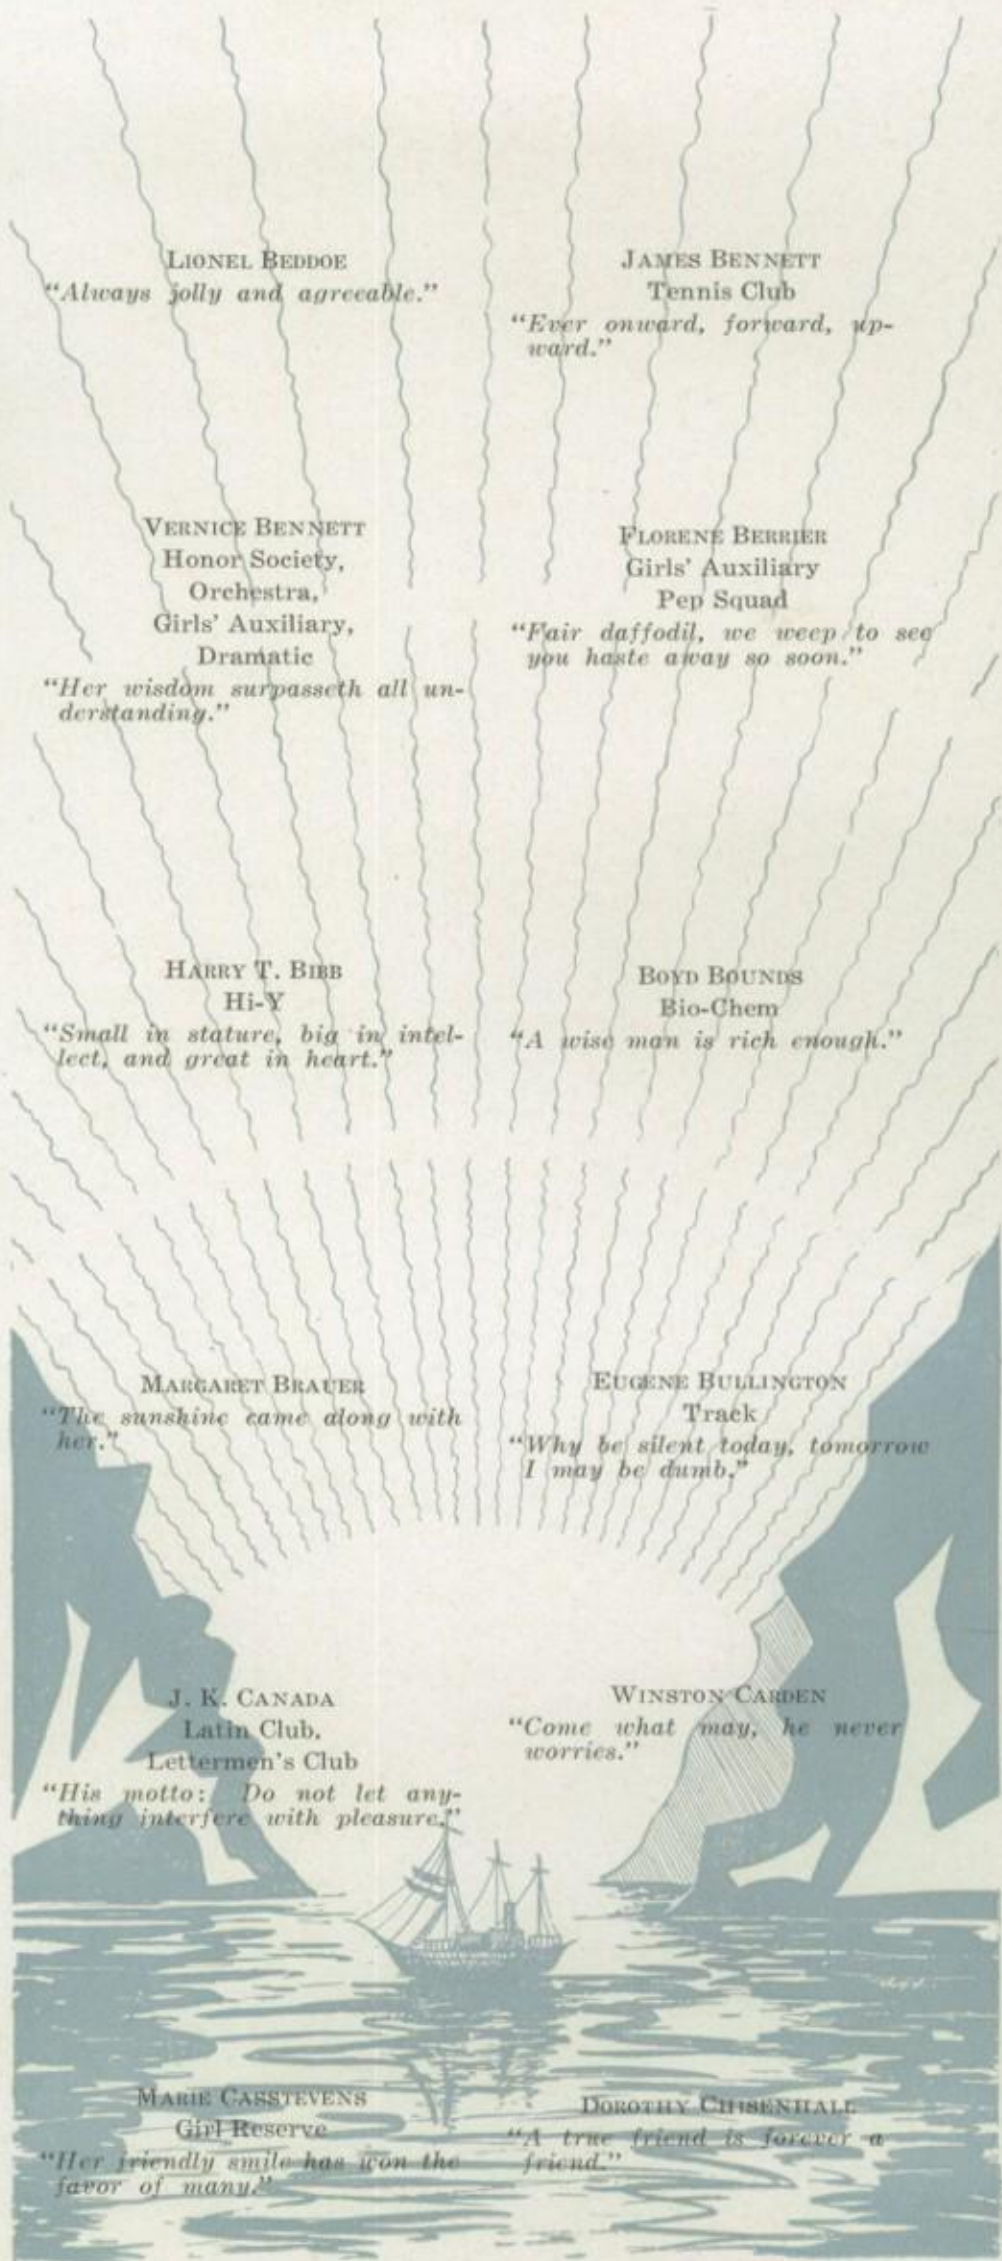 LIONEL BEDDOE
"Always jolly and agreeable."
JAMES BENNETT
Tennis Club
"Ever onward, forward, up-
ward."
VERNICE BENNETT
Honor Society,
Orchestra,
Girls' Auxiliary,
Dramatic
"Her wisdom surpasseth all un-
derstanding."
FLORENE BERRIER
Girls' Auxiliary
Pep Squad
"Fair daffodil, we weep to see
you haste away so soon."
HARRY T. BIBB
Hi-Y
"Small in stature, big in intel-
lect, and great in heart."
BOYD BOUNDS
Bio-Chem
"A wise man is rich enough."
MARGARET BRAUER
"The sunshine came along with
her."
EUGENE BULLINGTON
Track
"Why be silent today, tomorrow
I may be dumb."
J. K. CANADA
Latin Club,
Lettermen's Club
"His motto: Do not let any-
thing interfere with pleasure."
WINSTON CARDEN
"Come what may, he never
worries."
MARIE CASSTEVENS
Girl Reserve
"Her friendly smile has won the
favor of many."
DOROTHY CHISENHALL
"A true friend is forever a
friend."